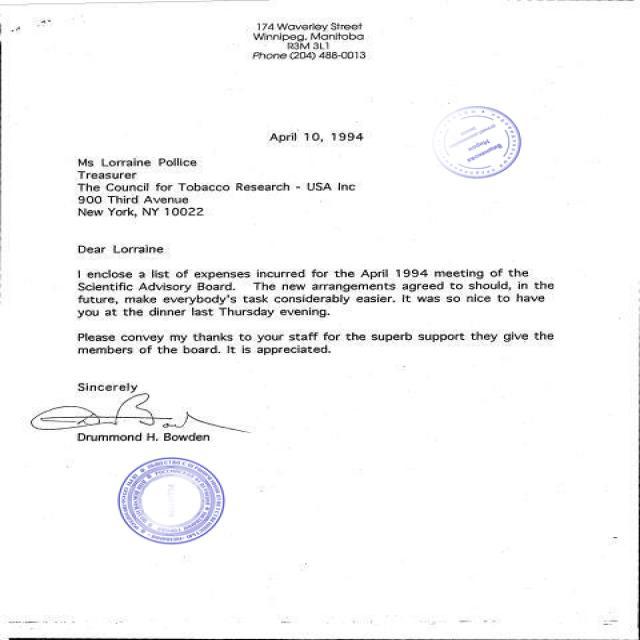 174 Waverley Street
Winnipeg, Manitoba
R3M 3L1
Phone (204) 488-0013
April 10, 1994
Ms Lorraine Pollice
Treasurer
The Council for Tobacco Research - USA Inc
900 Third Avenue
New York, NY 10022
Dear Lorraine
I enclose a list of expenses incurred for the April 1994 meeting of the
Scientific Advisory Board. The new arrangements agreed to should, in the
future, make everybody's task considerably easier. It was so nice to have
you at the dinner last Thursday evening.
Please convey my thanks to your staff for the superb support they give the
members of the board. It is appreciated.
Sincerely
Drummond H. Bowden